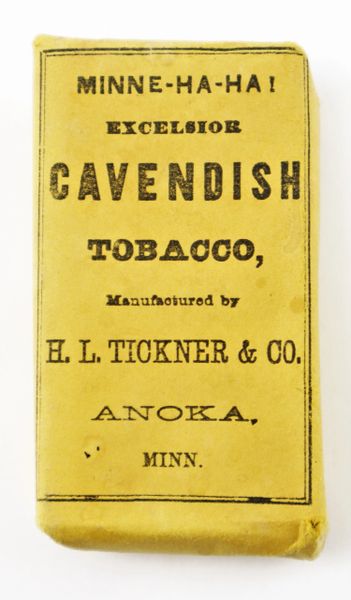 MINNE-HA-HA!
EXCELSIOR
CAVENDISH
TOBACCO,
Manufactured by
H. L. TICKNER & CO.
ANOKA,
MINN.